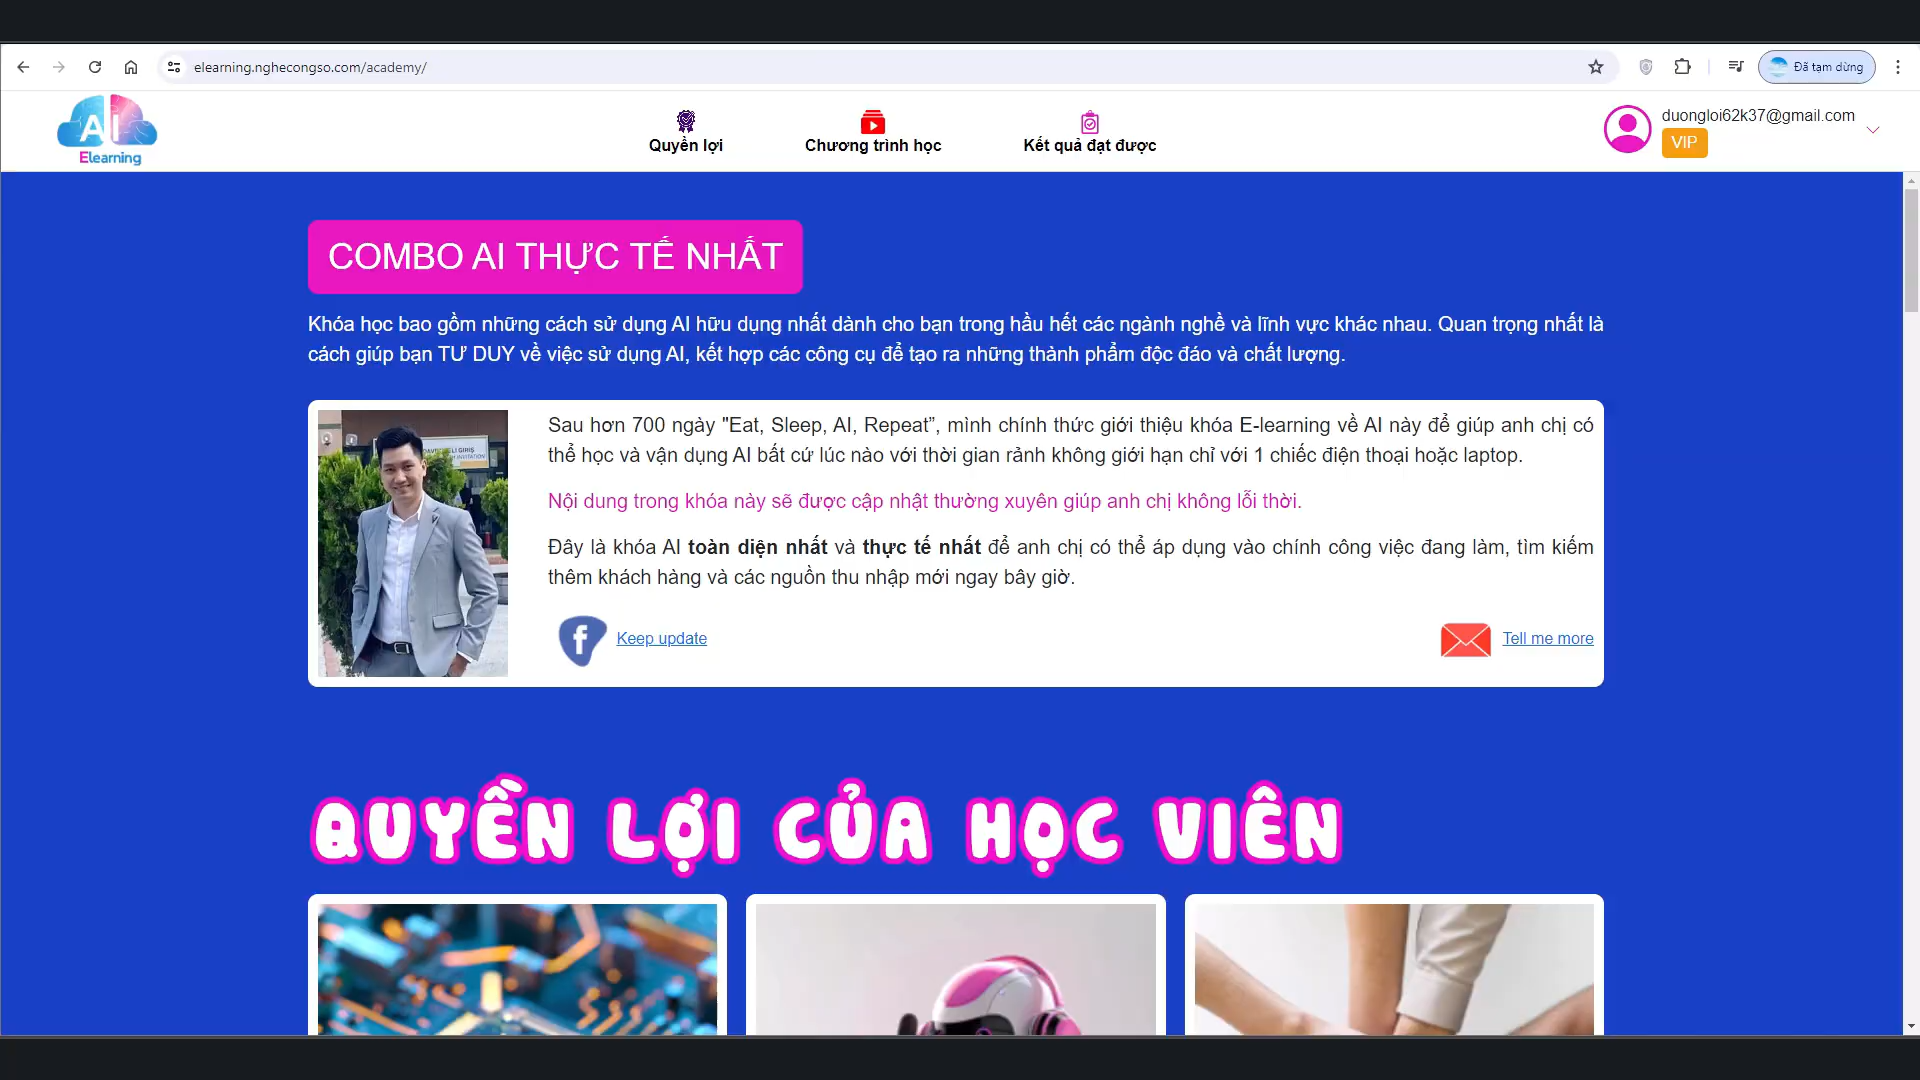 elearning.nghecongso.com/academy/
Đã tạm dừng
AI
Elearning
Quyền lợi
Chương trình học
Kết quả đạt được
duongloi62k37@gmail.com
VIP
COMBO AI THỰC TẾ NHẤT
Khóa học bao gồm những cách sử dụng AI hữu dụng nhất dành cho bạn trong hầu hết các ngành nghề và lĩnh vực khác nhau. Quan trọng nhất là
cách giúp bạn TƯ DUY về việc sử dụng AI, kết hợp các công cụ để tạo ra những thành phẩm độc đáo và chất lượng.
Sau hơn 700 ngày "Eat, Sleep, AI, Repeat”, mình chính thức giới thiệu khóa E-learning về AI này để giúp anh chị có
thể học và vận dụng AI bất cứ lúc nào với thời gian rảnh không giới hạn chỉ với 1 chiếc điện thoại hoặc laptop.
Nội dung trong khóa này sẽ được cập nhật thường xuyên giúp anh chị không lỗi thời.
Đây là khóa AI toàn diện nhất và thực tế nhất để anh chị có thể áp dụng vào chính công việc đang làm, tìm kiếm
thêm khách hàng và các nguồn thu nhập mới ngay bây giờ.
f Keep update
Tell me more
QUYỀN LỢI CỦA HỌC VIÊN